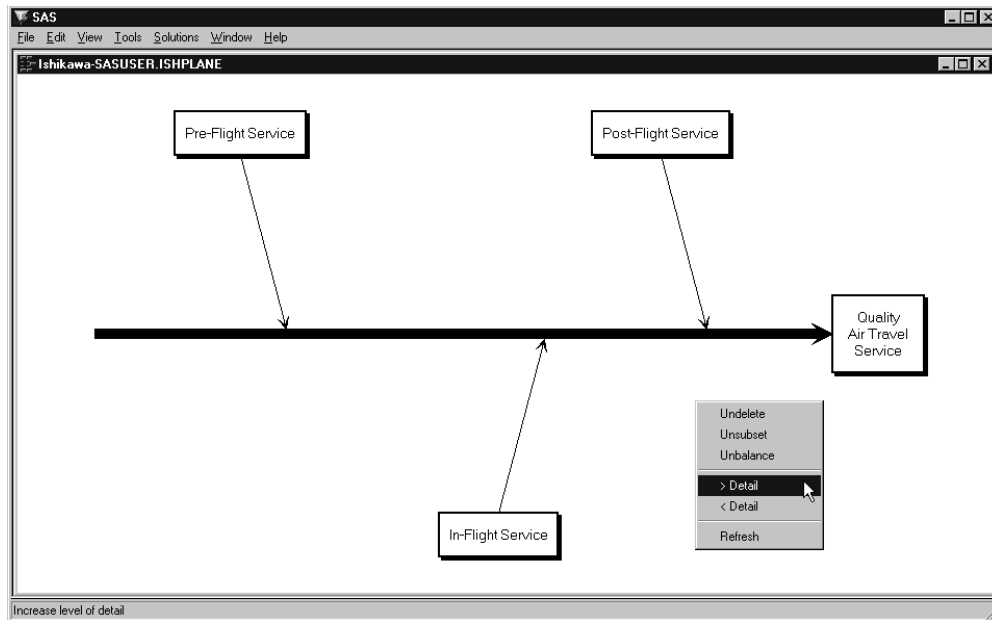 SAS
File Edit View Tools Solutions Window Help
Ishikawa-SASUSER.ISHPLANE
Pre-Flight Service
Post-Flight Service
Quality
Air Travel
Service
In-Flight Service
Undelete
Unsubset
Unbalance
> Detail
< Detail
Refresh
Increase level of detail